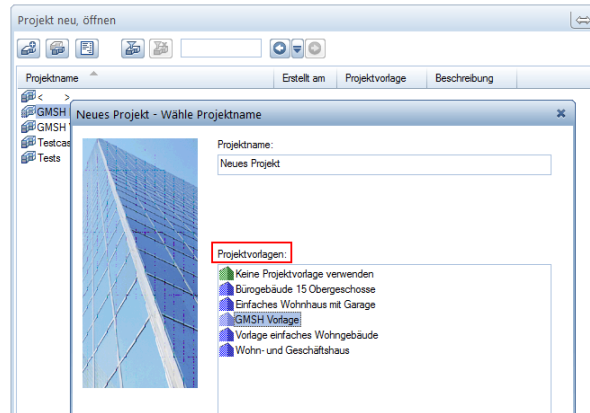 Projekt neu, öffnen
Projektname Erstellt am Projektvorlage Beschreibung
< >
GMSH
GMSH
Testcas
Tests
Neues Projekt - Wähle Projektname
Projektname:
Neues Projekt
Projektvorlagen:
Keine Projektvorlage verwenden
Bürogebäude 15 Obergeschosse
Einfaches Wohnhaus mit Garage
GMSH Vorlage
Vorlage einfaches Wohngebäude
Wohn- und Geschäftshaus